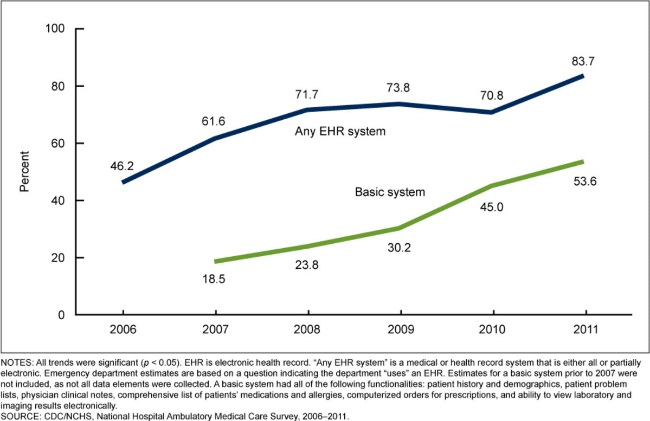 100
83.7
80
73.8
71.7
70.8
61.6
60
Any EHR system
46.2
Percent
53.6
Basic system
40
45.0
30.2
20
23.8
18.5
0
2006 2007 2008 2009 2010 2011
NOTES: All trends were significant (p < 0.05). EHR is electronic health record. “Any EHR system” is a medical or health record system that is either all or partially
electronic. Emergency department estimates are based on a question indicating the department “uses” an EHR. Estimates for a basic system prior to 2007 were
not included, as not all data elements were collected. A basic system had all of the following functionalities: patient history and demographics, patient problem
lists, physician clinical notes, comprehensive list of patients’ medications and allergies, computerized orders for prescriptions, and ability to view laboratory and
imaging results electronically.
SOURCE: CDC/NCHS, National Hospital Ambulatory Medical Care Survey, 2006–2011.